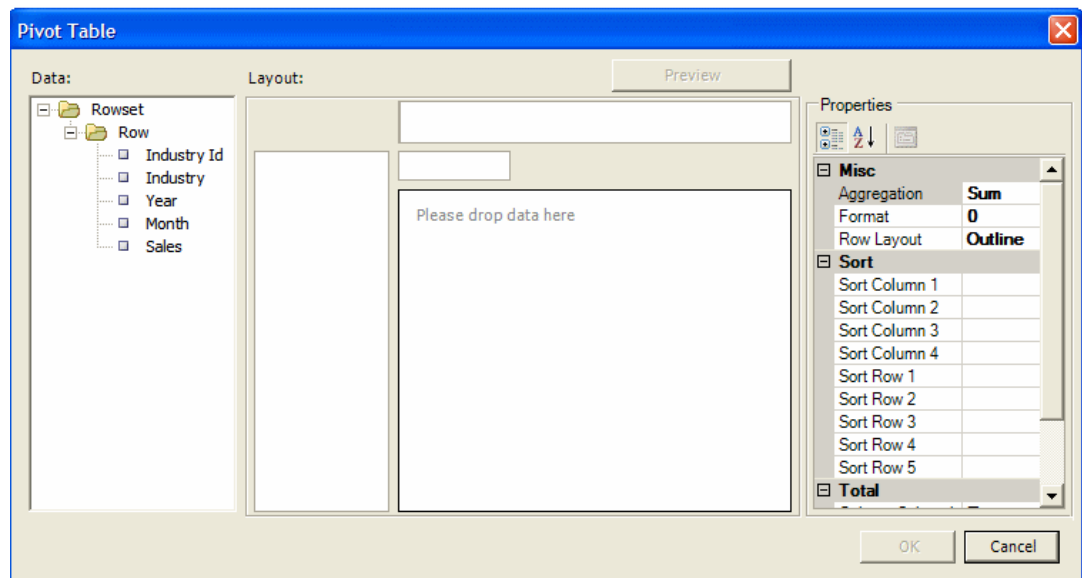 Pivot Table
Data:
Layout:
Preview
Rowset
Row
Industry Id
Industry
Year
Month
Sales
Please drop data here
Properties
A
Z
Misc
Aggregation Sum
Format 0
Row Layout Outline
Sort
Sort Column 1
Sort Column 2
Sort Column 3
Sort Column 4
Sort Row 1
Sort Row 2
Sort Row 3
Sort Row 4
Sort Row 5
Total
OK
Cancel